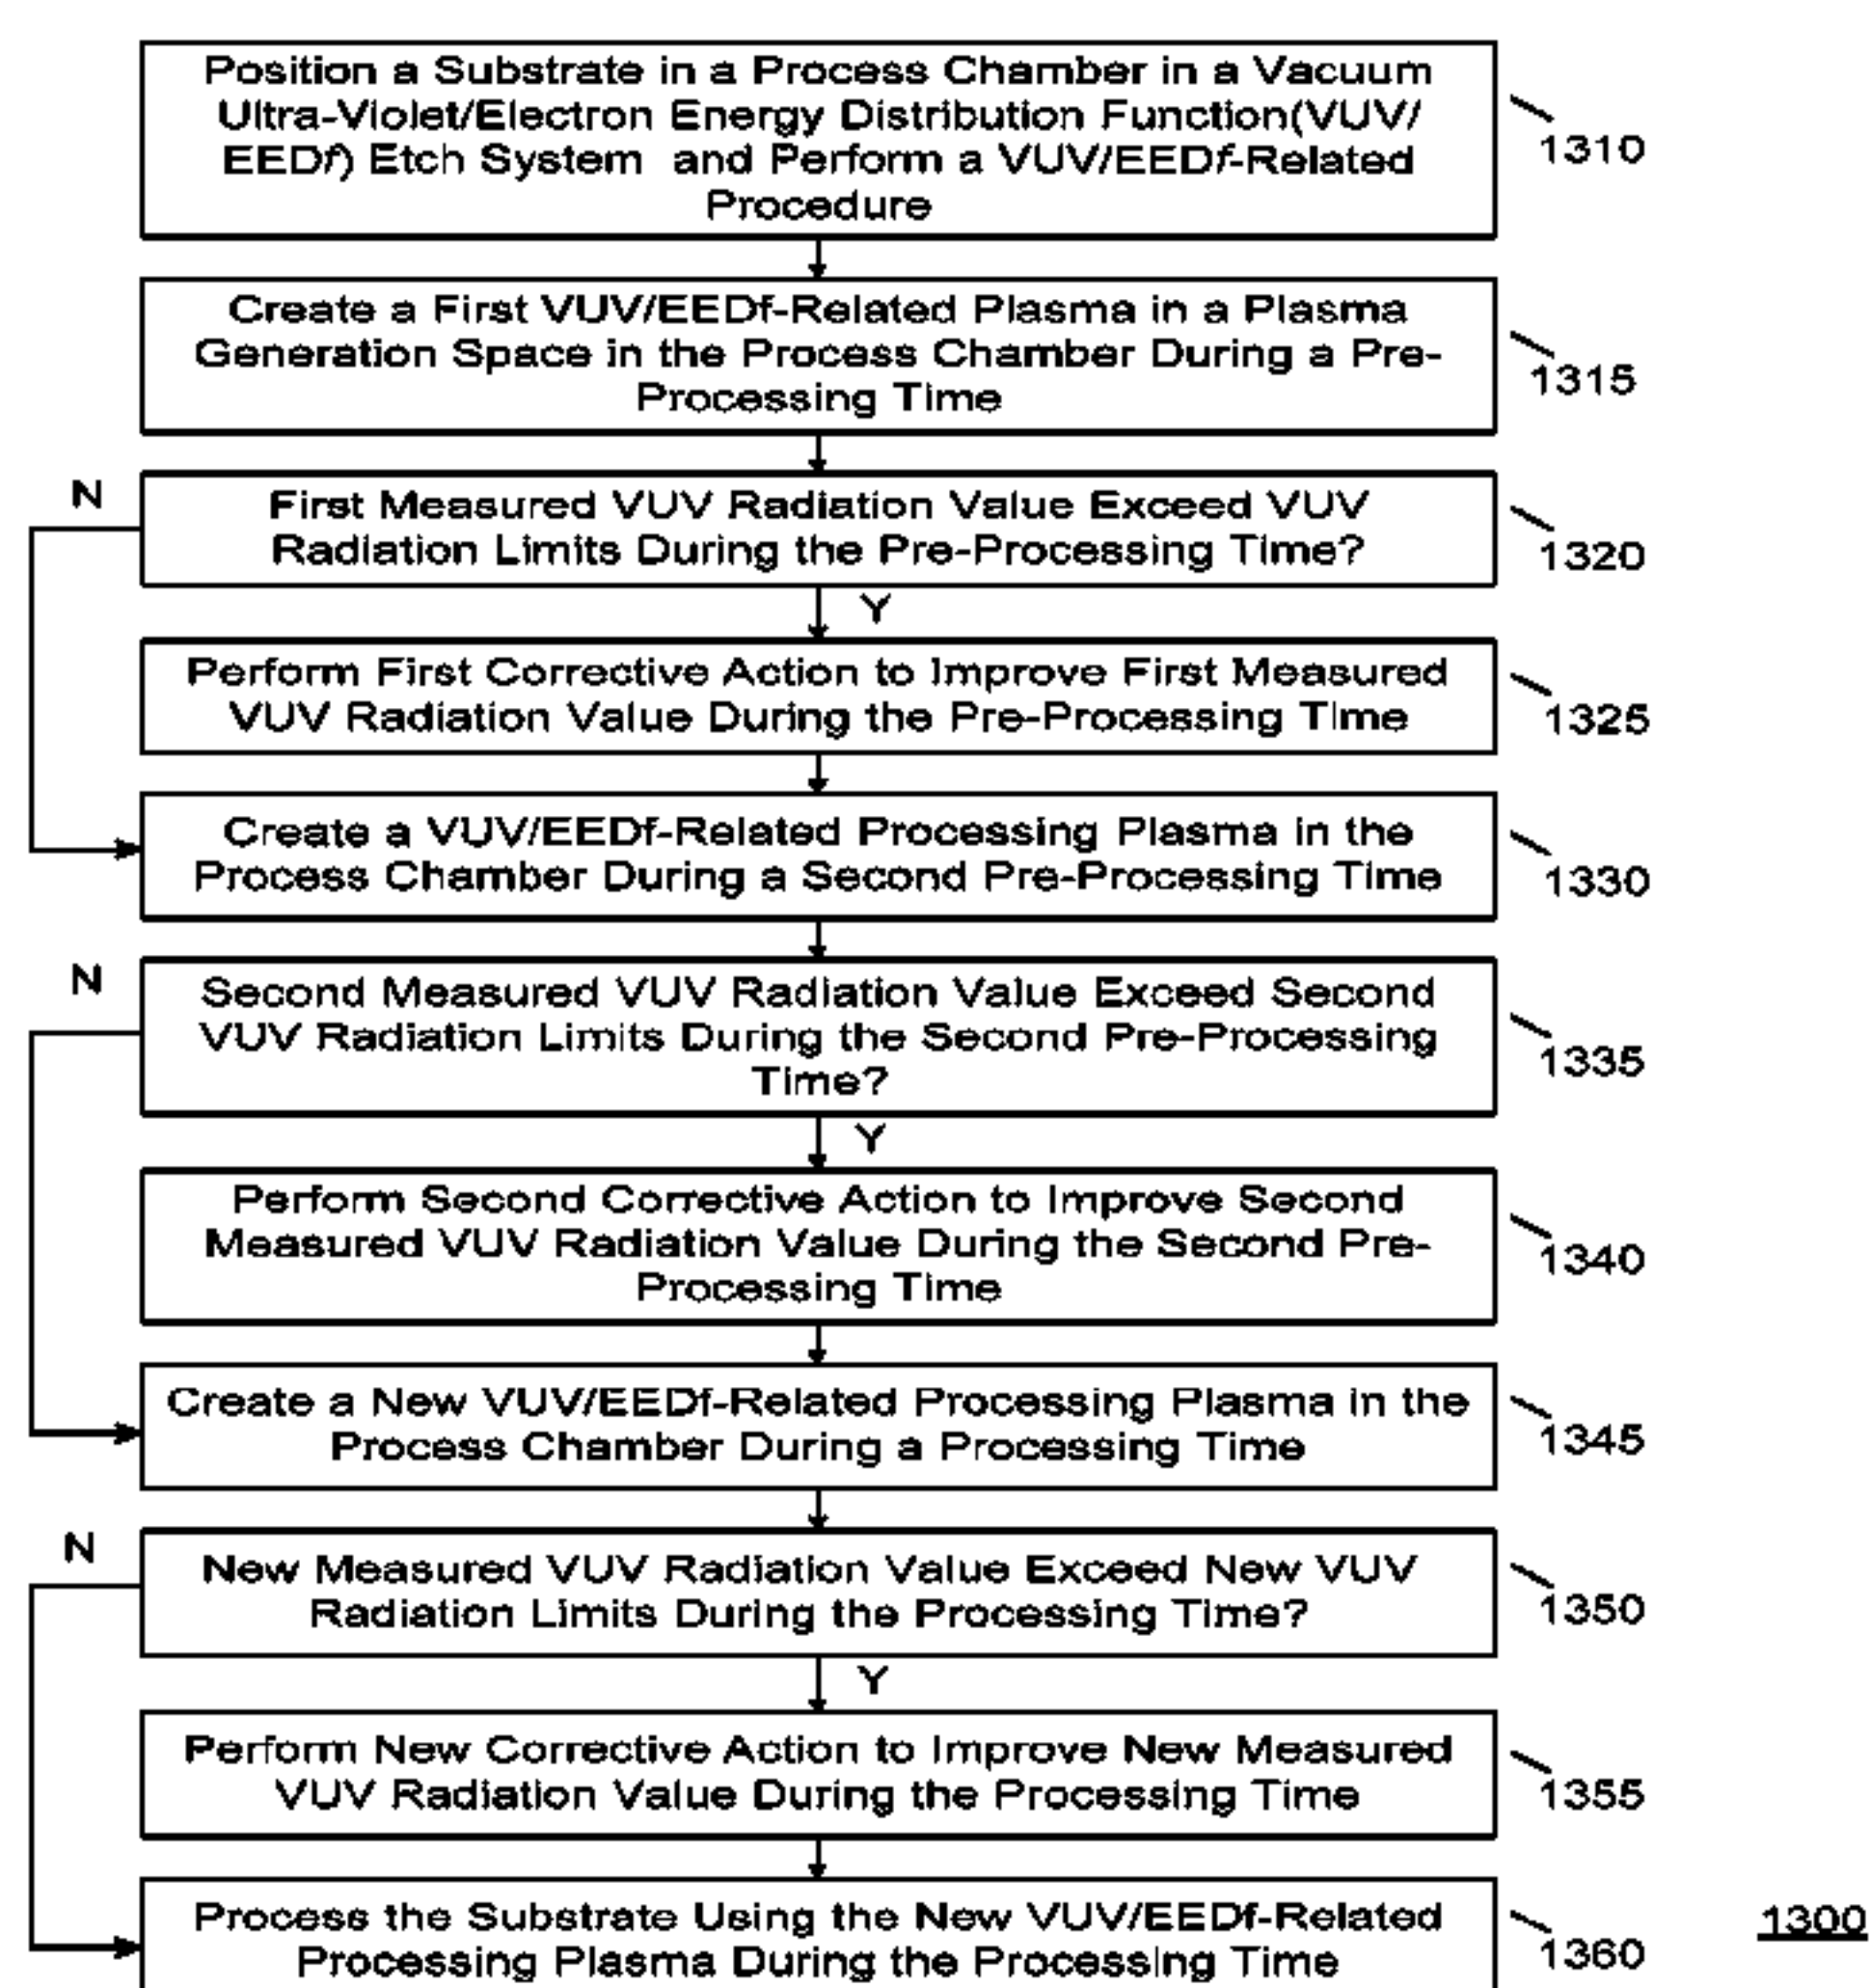 Position a Substrate in a Process Chamber in a Vacuum
Ultra-Violet/Electron Energy Distribution Function(VUV/
EEDf) Etch System and Perform a VUV/EEDf-Related
Procedure
1310
Create a First VUV/EEDf-Related Plasma in a Plasma
Generation Space in the Process Chamber During a Pre-
Processing Time
1315
N
First Measured VUV Radiation Value Exceed VUV
Radiation Limits During the Pre-Processing Time?
1320
Y
Perform First Corrective Action to Improve First Measured
VUV Radiation Value During the Pre-Processing Time
1325
Create a VUV/EEDf-Related Processing Plasma in the
Process Chamber During a Second Pre-Processing Time
1330
N
Second Measured VUV Radiation Value Exceed Second
VUV Radiation Limits During the Second Pre-Processing
Time?
1335
Y
Perform Second Corrective Action to Improve Second
Measured VUV Radiation Value During the Second Pre-
Processing Time
1340
Create a New VUV/EEDf-Related Processing Plasma in the
Process Chamber During a Processing Time
1345
N
New Measured VUV Radiation Value Exceed New VUV
Radiation Limits During the Processing Time?
1350
Y
Perform New Corrective Action to Improve New Measured
VUV Radiation Value During the Processing Time
1355
Process the Substrate Using the New VUV/EEDf-Related
Processing Plasma During the Processing Time
1360
1300